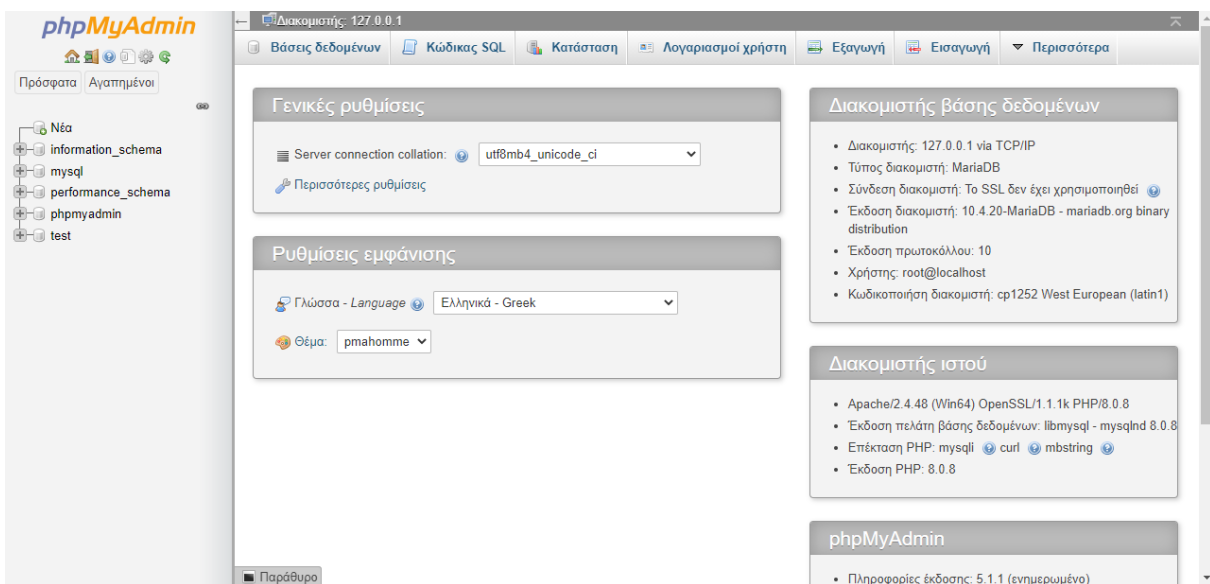 phpMyAdmin
Πρόσφατα Αγαπημένοι
Νέα
information_schema
mysql
performance_schema
phpmyadmin
test
Διακομιστής: 127.0.0.1
Βάσεις δεδομένων Κώδικας SQL Κατάσταση Λογαριασμοί χρήστη Εξαγωγή Εισαγωγή Περισσότερα
Γενικές ρυθμίσεις
Server connection collation: utf8mb4_unicode_ci
Περισσότερες ρυθμίσεις
Ρυθμίσεις εμφάνισης
Γλώσσα - Language Ελληνικά - Greek
Θέμα: pmahomme
Διακομιστής βάσης δεδομένων
• Διακομιστής: 127.0.0.1 via TCP/IP
• Τύπος διακομιστή: MariaDB
• Σύνδεση διακομιστή: Το SSL δεν έχει χρησιμοποιηθεί
• Έκδοση διακομιστή: 10.4.20-MariaDB - mariadb.org binary
distribution
• Έκδοση πρωτοκόλλου: 10
• Χρήστης: root@localhost
• Κωδικοποίηση διακομιστή: cp1252 West European (latin1)
Διακομιστής ιστού
• Apache/2.4.48 (Win64) OpenSSL/1.1.1k PHP/8.0.8
• Έκδοση πελάτη βάσης δεδομένων: libmysql - mysqlnd 8.0.8
• Επέκταση PHP: mysqli curl mbstring
• Έκδοση PHP: 8.0.8
phpMyAdmin
• Πληροφορίες έκδοσης: 5.1.1 (ενημερωμένο)
Παράθυρο